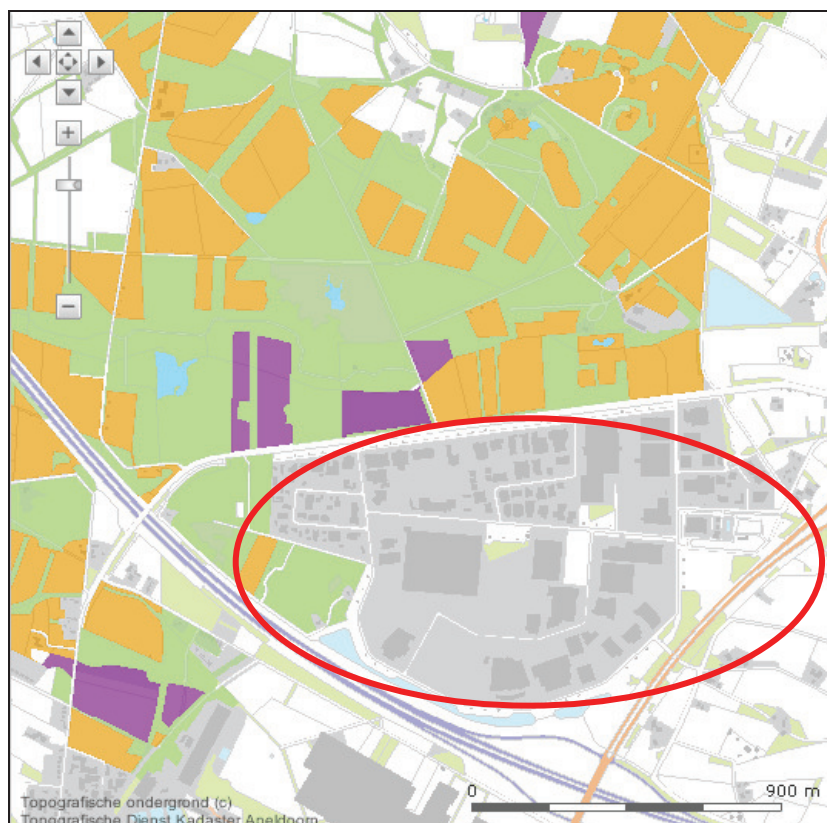 0 900 m
Topografische ondergrond (c)
Topografische Dienst Kadaster Apeldoorn